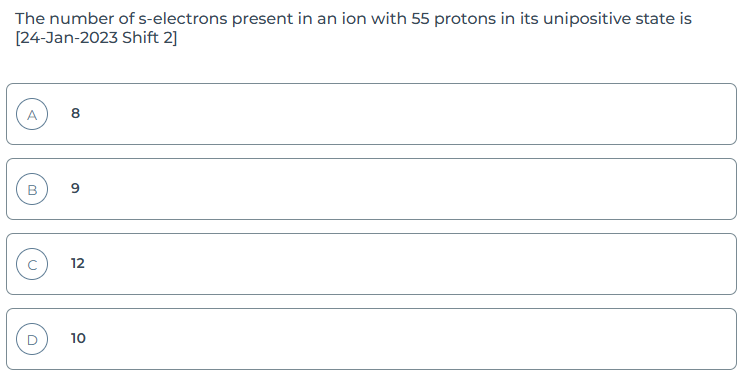 The number of s-electrons present in an ion with 55 protons in its unipositive state is
[24-Jan-2023 Shift 2]
A 8
B 9
C 12
D 10